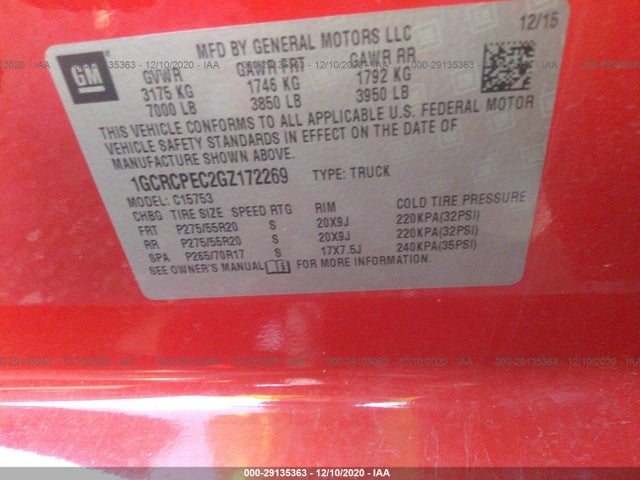 GM
MFD BY GENERAL MOTORS LLC
12/15
GVWR GAWR FRT GAWR RR
3175 KG 1746 KG 1792 KG
7000 LB 3850 LB 3950 LB
THIS VEHICLE CONFORMS TO ALL APPLICABLE U.S. FEDERAL MOTOR
VEHICLE SAFETY STANDARDS IN EFFECT ON THE DATE OF
MANUFACTURE SHOWN ABOVE.
1GCRCPEC2GZ172269 TYPE: TRUCK
MODEL: C15753
CHBG TIRE SIZE SPEED RTG RIM COLD TIRE PRESSURE
FRT P275/55R20 S 20X9J 220KPA(32PSI)
RR P275/55R20 S 20X9J 220KPA(32PSI)
SPA P265/70R17 S 17X7.5J 240KPA(35PSI)
SEE OWNER'S MANUAL FOR MORE INFORMATION.
000-29135363 - 12/10/2020 - IAA